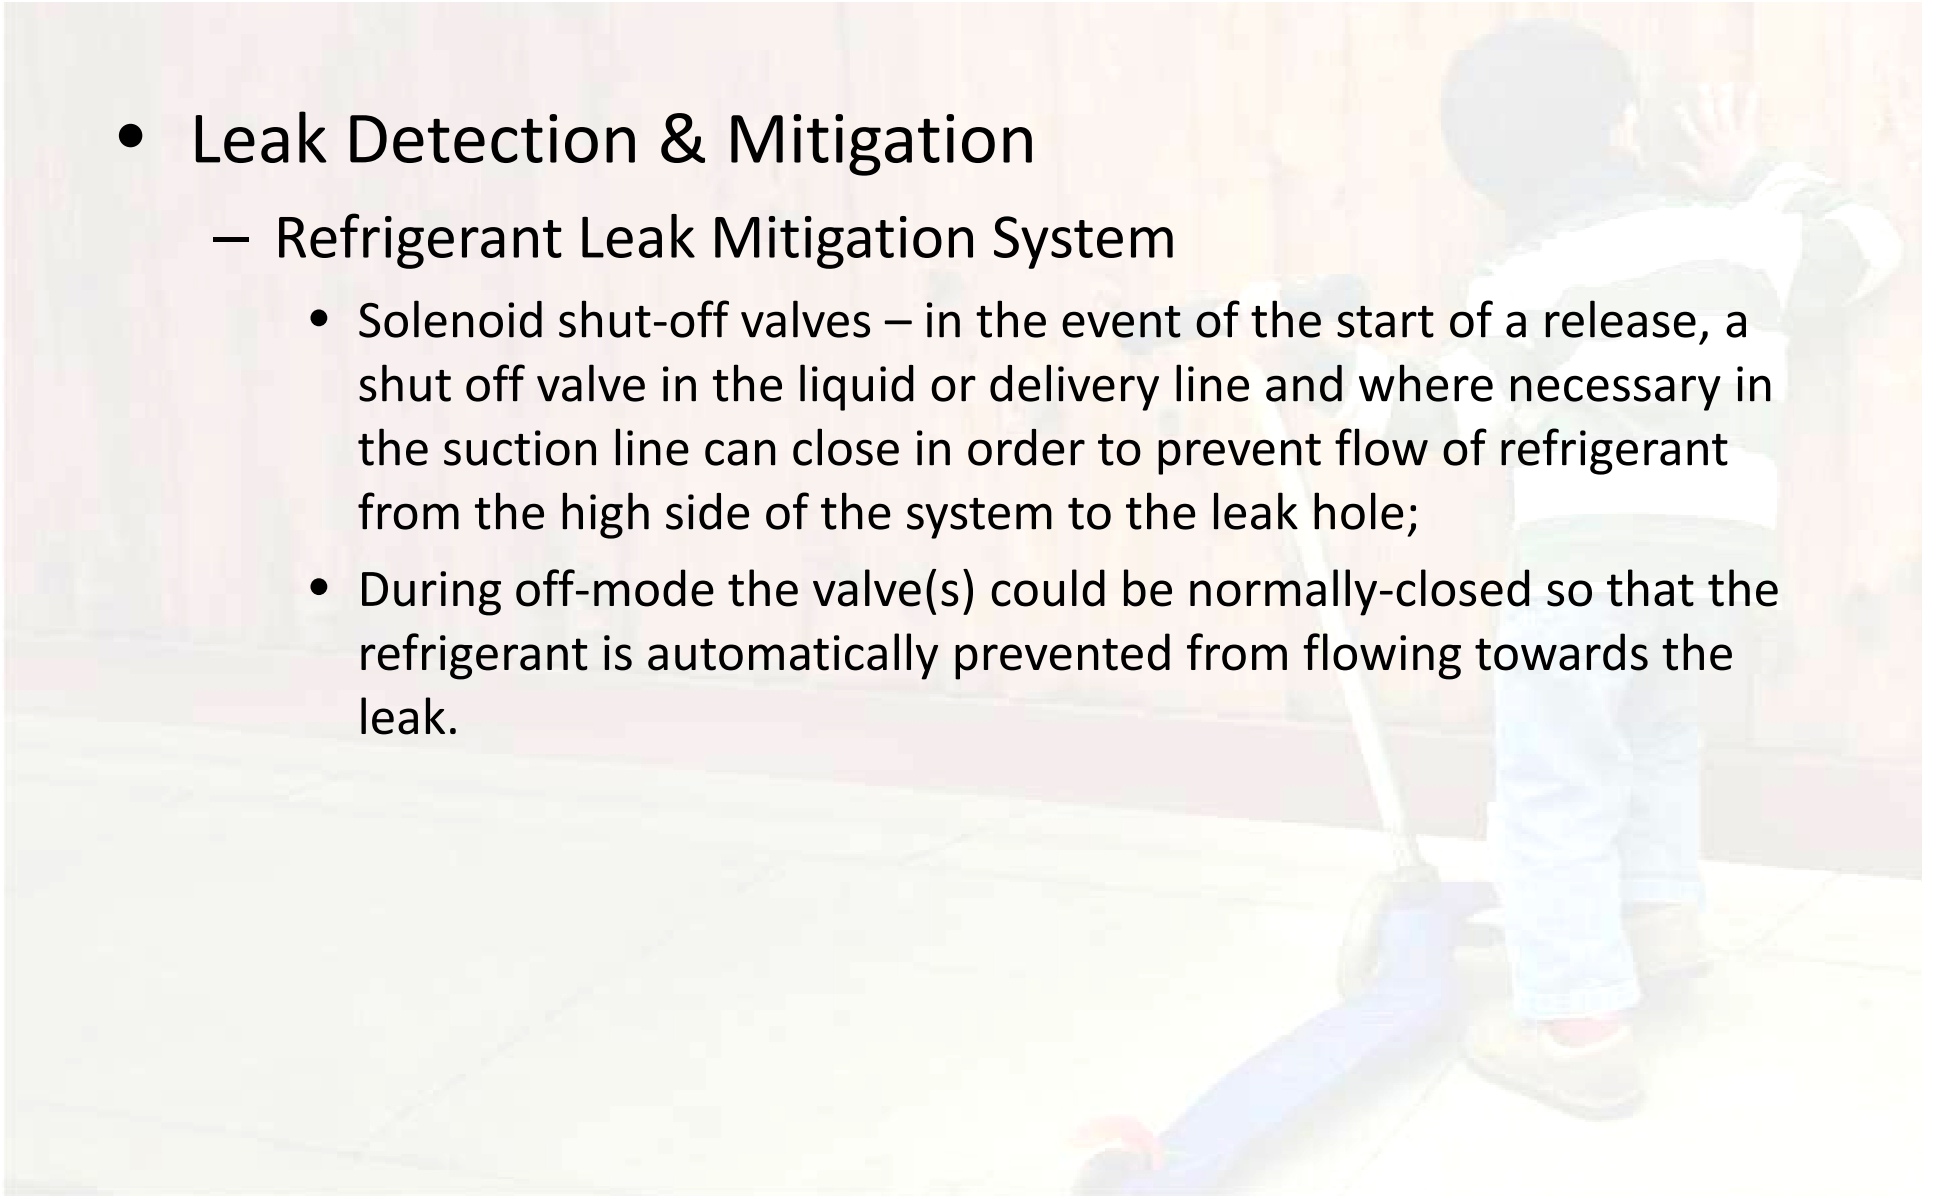 • Leak Detection & Mitigation
– Refrigerant Leak Mitigation System
• Solenoid shut-off valves – in the event of the start of a release, a
shut off valve in the liquid or delivery line and where necessary in
the suction line can close in order to prevent flow of refrigerant
from the high side of the system to the leak hole;
• During off-mode the valve(s) could be normally-closed so that the
refrigerant is automatically prevented from flowing towards the
leak.